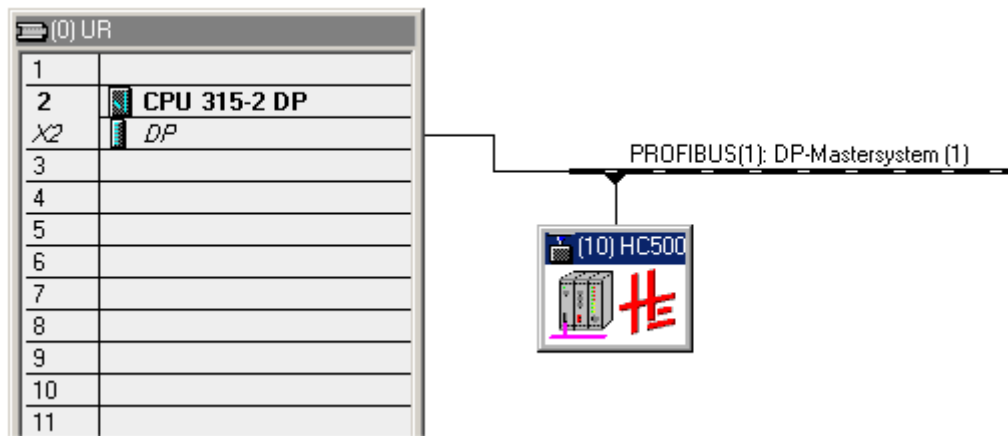 (0) UR
1
2 CPU 315-2 DP
X2 DP
3
4
5
6
7
8
9
10
11
PROFIBUS(1): DP-Mastersystem (1)
(10) HC500